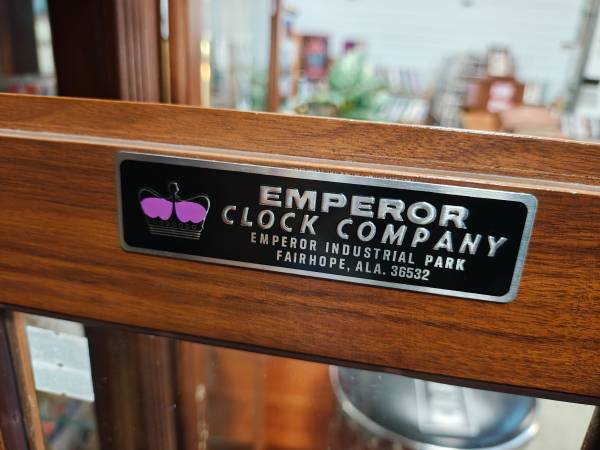 EMPEROR
CLOCK COMPANY
EMPEROR INDUSTRIAL PARK
FAIRHOPE, ALA. 36532